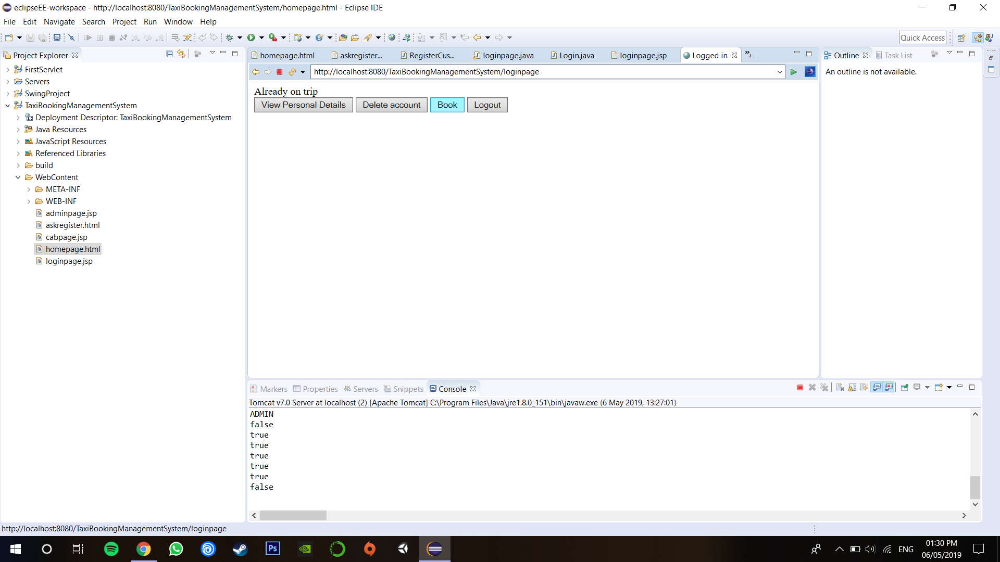 eclipseEE-workspace - http://localhost:8080/TaxiBookingManagementSystem/homepage.html - Eclipse IDE
File Edit Navigate Search Project Run Window Help
Quick Access
Project Explorer
FirstServlet
Servers
SwingProject
TaxiBookingManagementSystem
Deployment Descriptor: TaxiBookingManagementSystem
Java Resources
JavaScript Resources
Referenced Libraries
build
WebContent
META-INF
WEB-INF
adminpage.jsp
askregister.html
cabpage.jsp
homepage.html
loginpage.jsp
homepage.html askregister... RegisterCus... loginpage.java Login.java loginpage.jsp Logged in »4
http://localhost:8080/TaxiBookingManagementSystem/loginpage
Already on trip
View Personal Details Delete account Book Logout
Outline Task List
An outline is not available.
Markers Properties Servers Snippets Console
Tomcat v7.0 Server at localhost (2) [Apache Tomcat] C:\Program Files\Java\jre1.8.0_151\bin\javaw.exe (6 May 2019, 13:27:01)
ADMIN
false
true
true
true
true
true
false
http://localhost:8080/TaxiBookingManagementSystem/loginpage
Ps
ENG
01:30 PM
06/05/2019